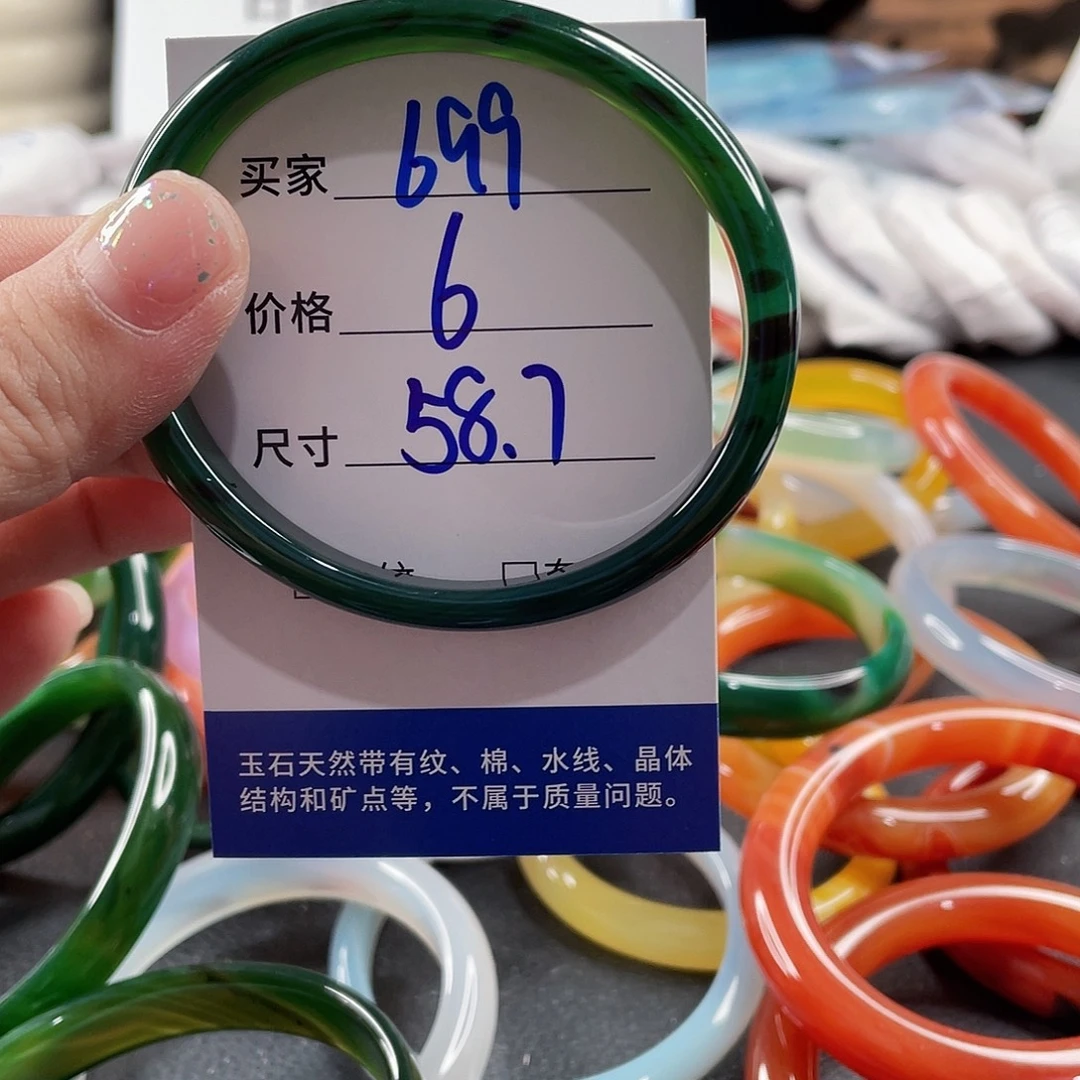 买家 699
价格 6
尺寸 58.7
玉石天然带有纹、棉、水线、晶体
结构和矿点等，不属于质量问题。